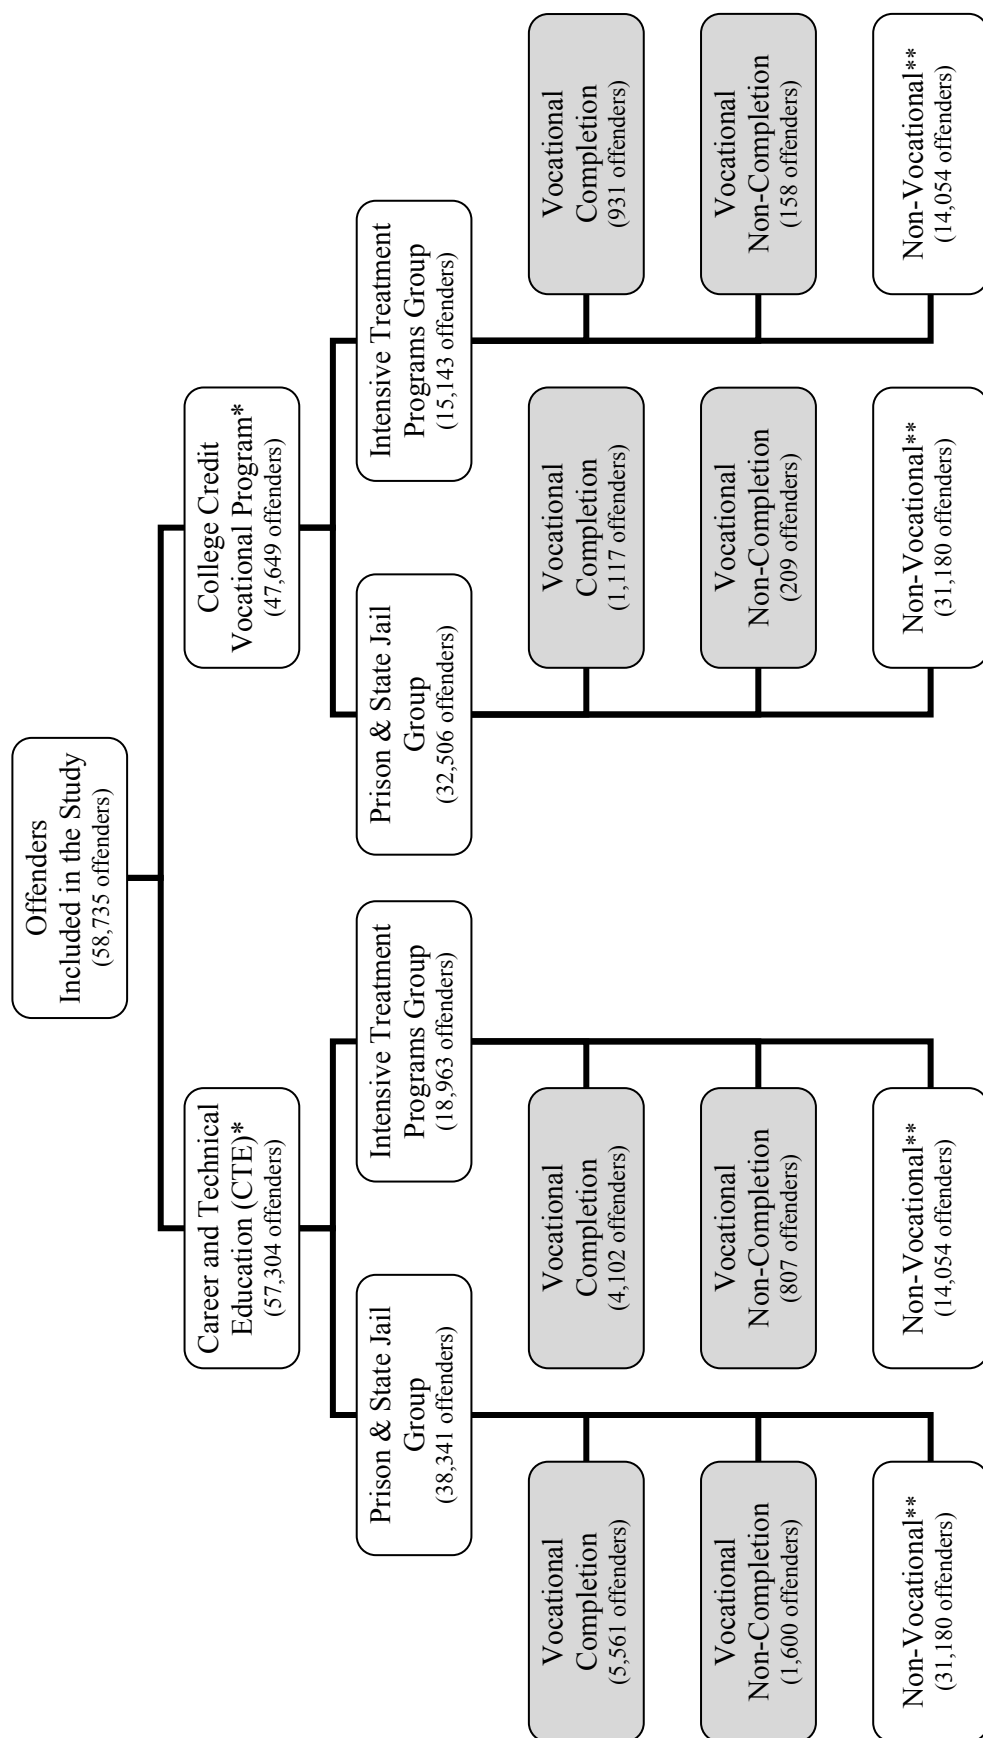 Offenders
Included in the Study
(58,735 offenders)
Career and Technical
Education (CTE)*
(57,304 offenders)
College Credit
Vocational Program*
(47,649 offenders)
Prison & State Jail
Group
(38,341 offenders)
Intensive Treatment
Programs Group
(18,963 offenders)
Prison & State Jail
Group
(32,506 offenders)
Intensive Treatment
Programs Group
(15,143 offenders)
Vocational
Completion
(5,561 offenders)
Vocational
Completion
(4,102 offenders)
Vocational
Completion
(1,117 offenders)
Vocational
Completion
(931 offenders)
Vocational
Non-Completion
(1,600 offenders)
Vocational
Non-Completion
(807 offenders)
Vocational
Non-Completion
(209 offenders)
Vocational
Non-Completion
(158 offenders)
Non-Vocational**
(31,180 offenders)
Non-Vocational**
(14,054 offenders)
Non-Vocational**
(31,180 offenders)
Non-Vocational**
(14,054 offenders)